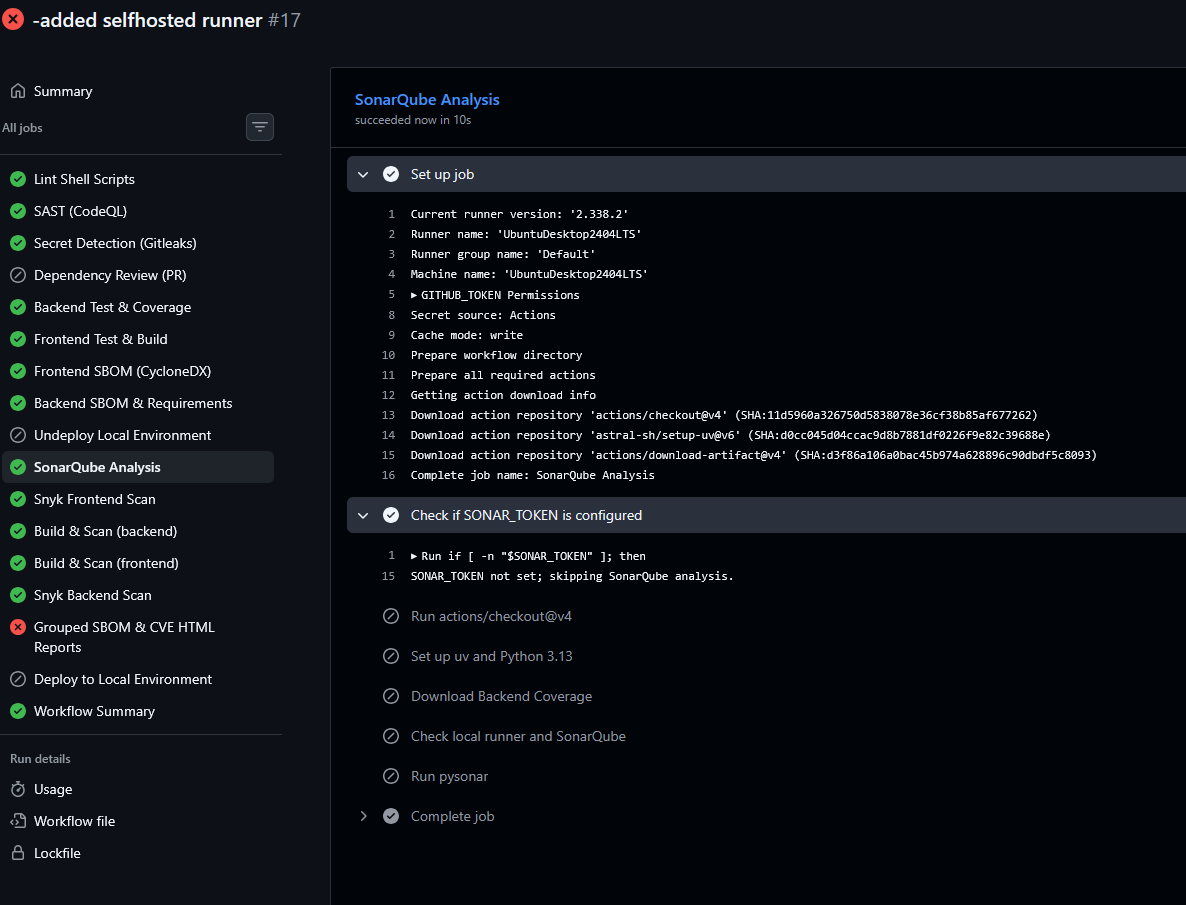 -added selfhosted runner #17
Summary
All jobs
Lint Shell Scripts
SAST (CodeQL)
Secret Detection (Gitleaks)
Dependency Review (PR)
Backend Test & Coverage
Frontend Test & Build
Frontend SBOM (CycloneDX)
Backend SBOM & Requirements
Undeploy Local Environment
SonarQube Analysis
Snyk Frontend Scan
Build & Scan (backend)
Build & Scan (frontend)
Snyk Backend Scan
Grouped SBOM & CVE HTML
Reports
Deploy to Local Environment
Workflow Summary
Run details
Usage
Workflow file
Lockfile
SonarQube Analysis
succeeded now in 10s
Set up job
1 Current runner version: '2.338.2'
2 Runner name: 'UbuntuDesktop2404LTS'
3 Runner group name: 'Default'
4 Machine name: 'UbuntuDesktop2404LTS'
5 GITHUB_TOKEN Permissions
8 Secret source: Actions
9 Cache mode: write
10 Prepare workflow directory
11 Prepare all required actions
12 Getting action download info
13 Download action repository 'actions/checkout@v4' (SHA:11d5960a326750d5838078e36cf38b85af677262)
14 Download action repository 'astral-sh/setup-uv@v6' (SHA:d0cc045d04ccac9d8b7881df0226f9e82c39688e)
15 Download action repository 'actions/download-artifact@v4' (SHA:d3f86a106a0bac45b974a628896c90dbdf5c8093)
16 Complete job name: SonarQube Analysis
Check if SONAR_TOKEN is configured
1 Run if [ -n "$SONAR_TOKEN" ]; then
15 SONAR_TOKEN not set; skipping SonarQube analysis.
Run actions/checkout@v4
Set up uv and Python 3.13
Download Backend Coverage
Check local runner and SonarQube
Run pysonar
Complete job